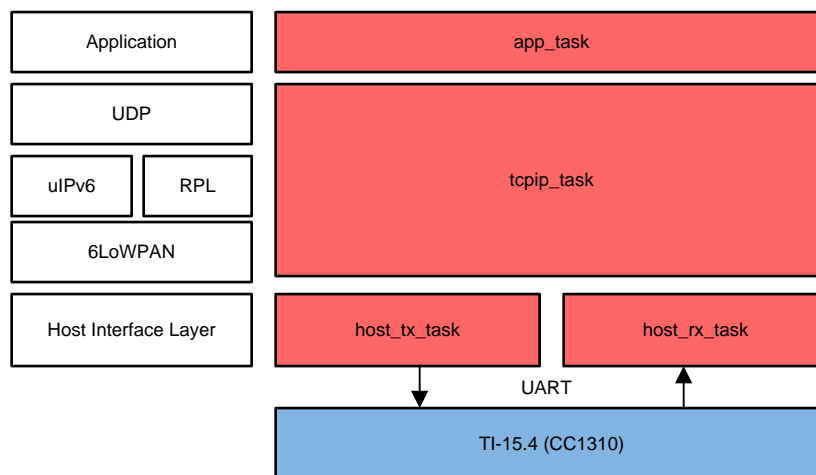 Application
app_task
UDP
uIPv6
RPL
tcpip_task
6LoWPAN
Host Interface Layer
host_tx_task
host_rx_task
UART
TI-15.4 (CC1310)